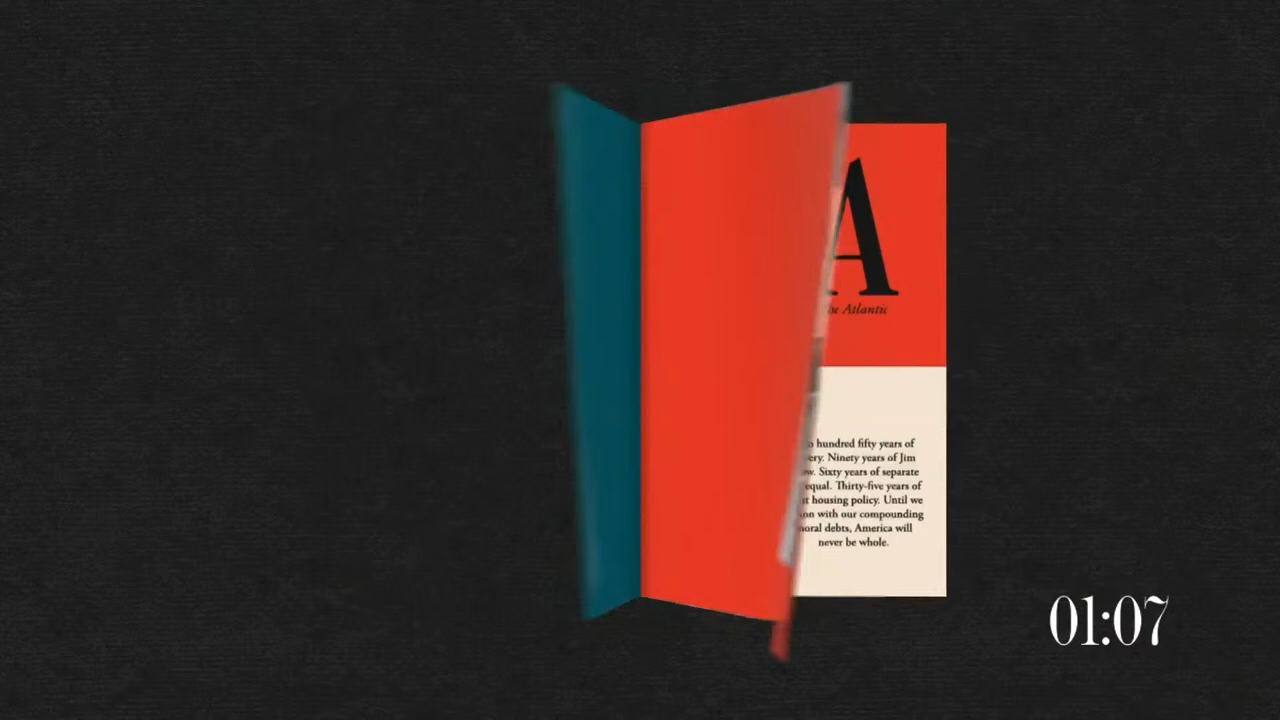 A
he Atlantic
hundred fifty years of
ery. Ninety years of Jim
ow. Sixty years of separate
equal. Thirty-five years of
t housing policy. Until we
on with our compounding
moral debts, America will
never be whole.
01:07